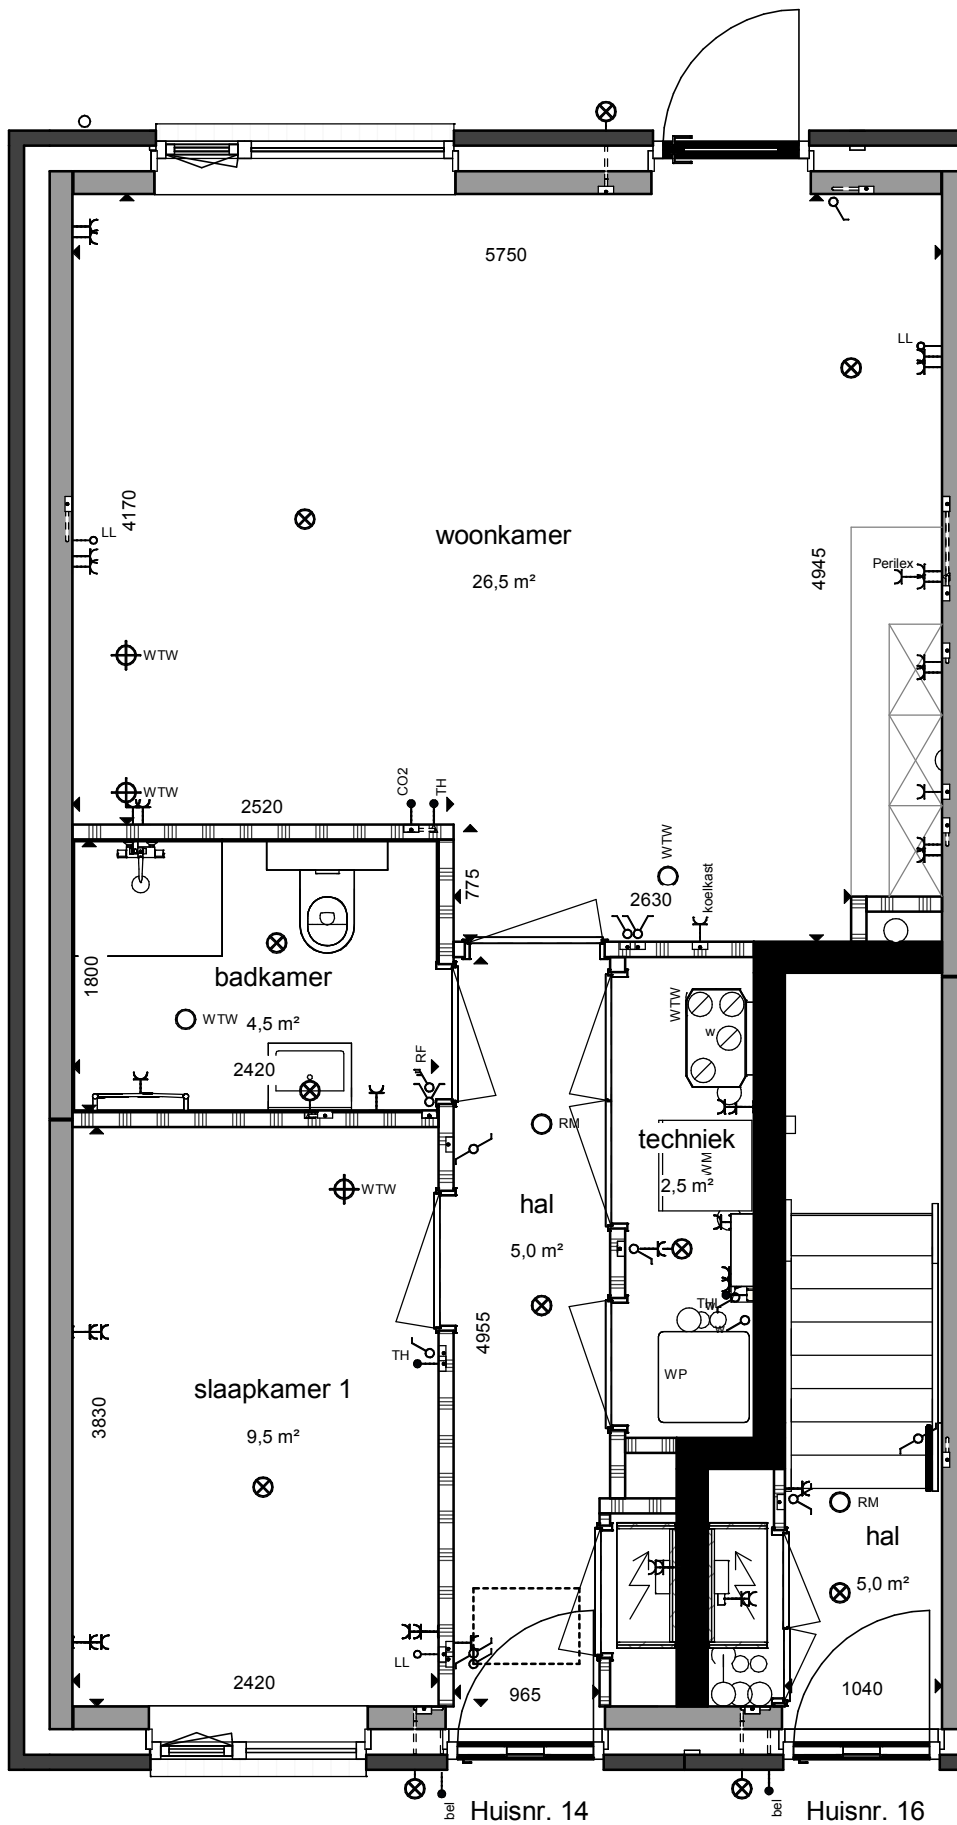 5750
LL
4170
LL
woonkamer
26,5 m²
4945
Perilex
WTW
WTW
2520
CO2
TH
775
WTW
2630
koelkast
1800
badkamer
WTW
4,5 m²
2420
RF
WTW
w
RM
techniek
WM
2,5 m²
WTW
hal
5,0 m²
4955
TH
w
w
WP
TH
slaapkamer 1
9,5 m²
3830
RM
hal
5,0 m²
LL
2420
965
1040
bel
Huisnr. 14
bel
Huisnr. 16